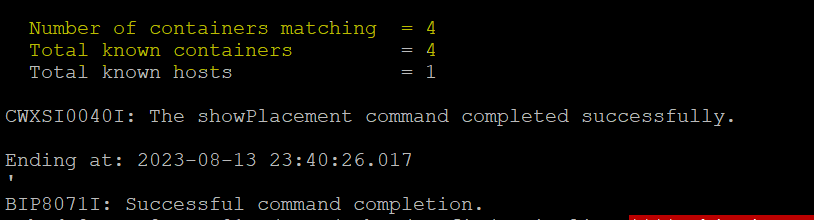 Number of containers matching = 4
Total known containers = 4
Total known hosts = 1
CWXSI0040I: The showPlacement command completed successfully.
Ending at: 2023-08-13 23:40:26.017
'
BIP8071I: Successful command completion.